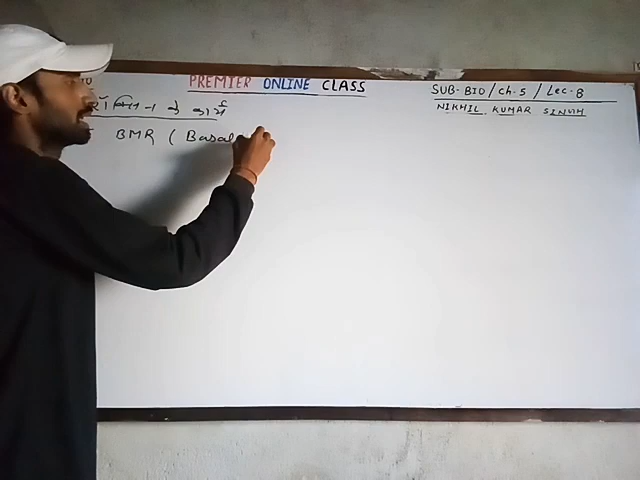 PREMIER ONLINE CLASS
SUB-BIO/Ch.5/Lec-8
NIKHIL KUMAR SINGH
के कार्य
BMR ( Basal